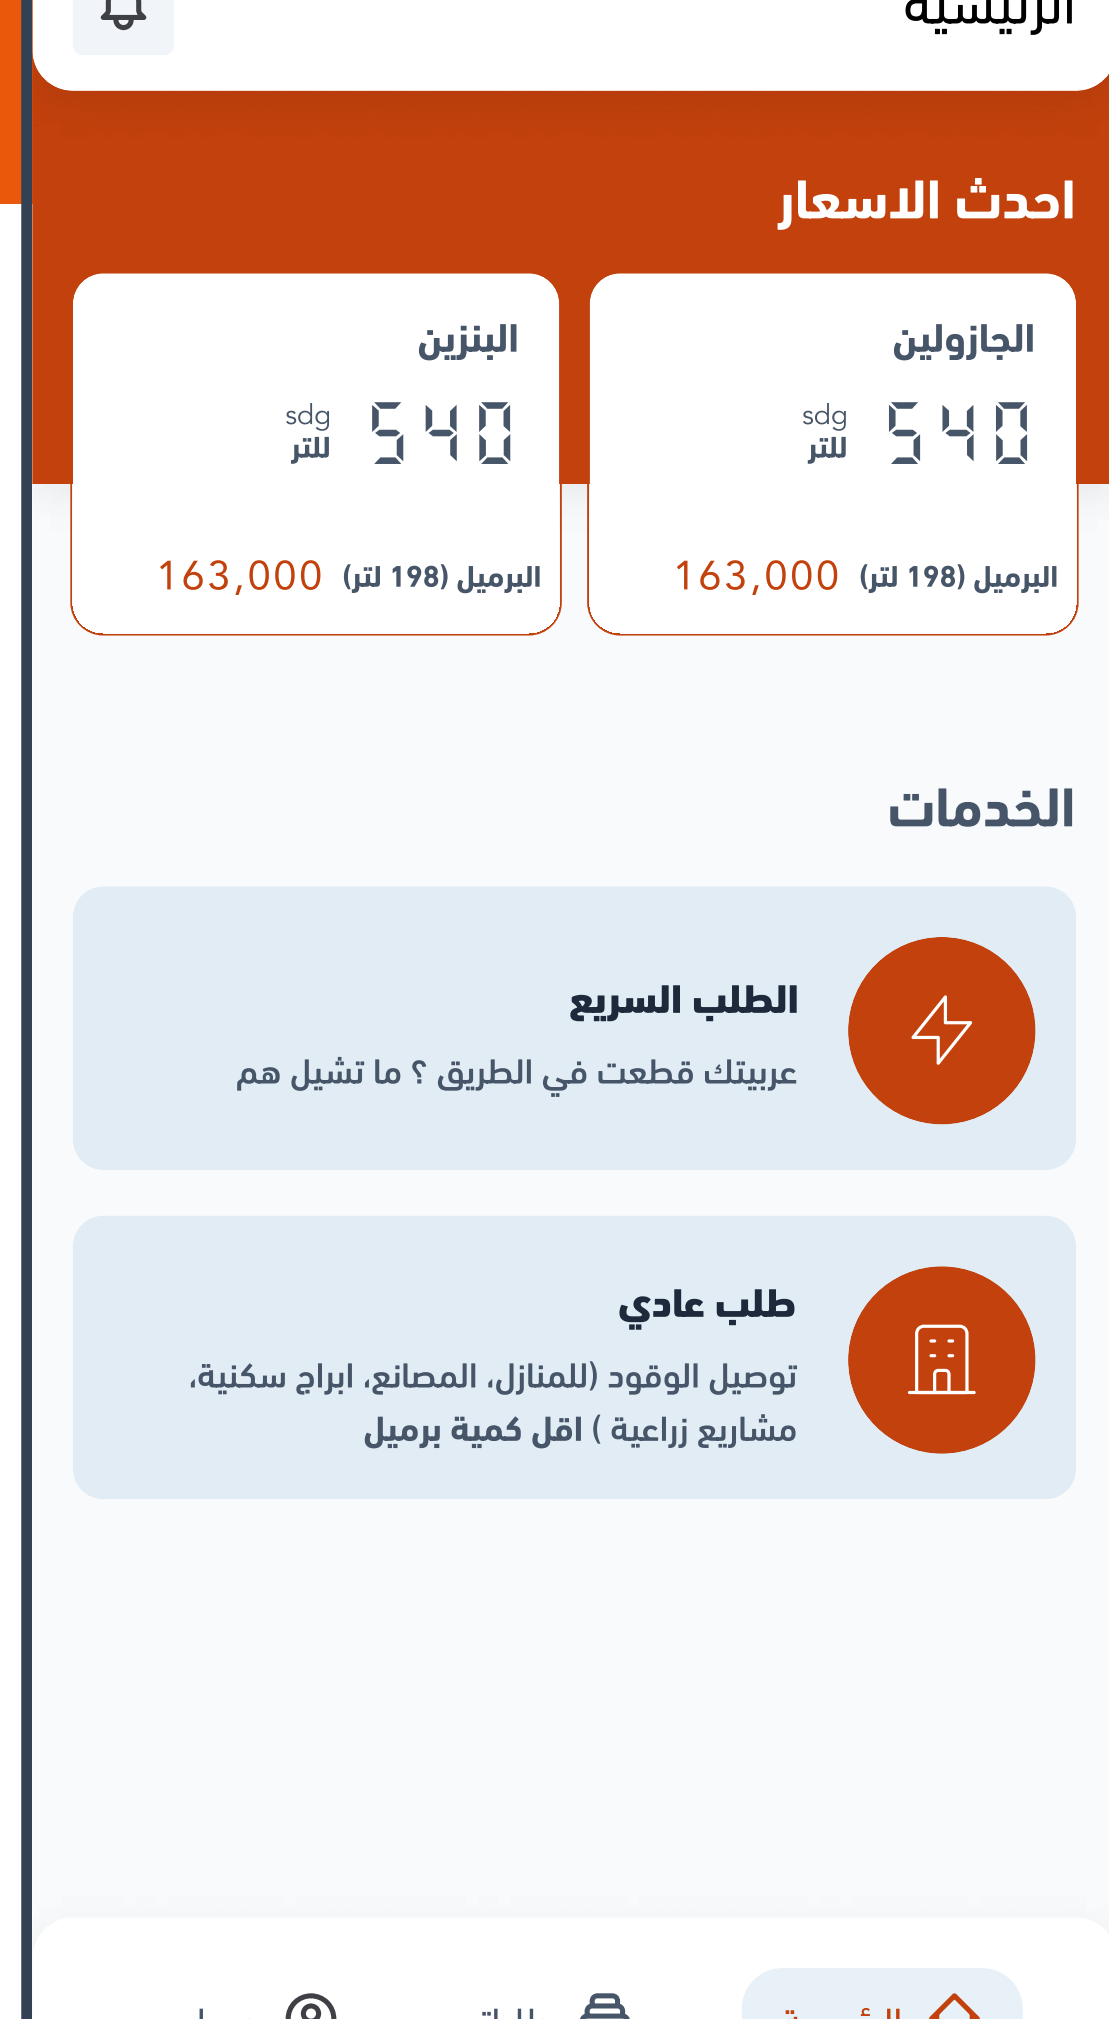 الرئيسية
احدث الاسعار
الجازولين
540 sdg
للتر
البرميل (198 لتر) 163,000
البنزين
540 sdg
للتر
البرميل (198 لتر) 163,000
الخدمات
الطلب السريع
عربيتك قطعت في الطريق ؟ ما تشيل هم
طلب عادي
توصيل الوقود (للمنازل، المصانع، ابراج سكنية،
مشاريع زراعية ) اقل كمية برميل